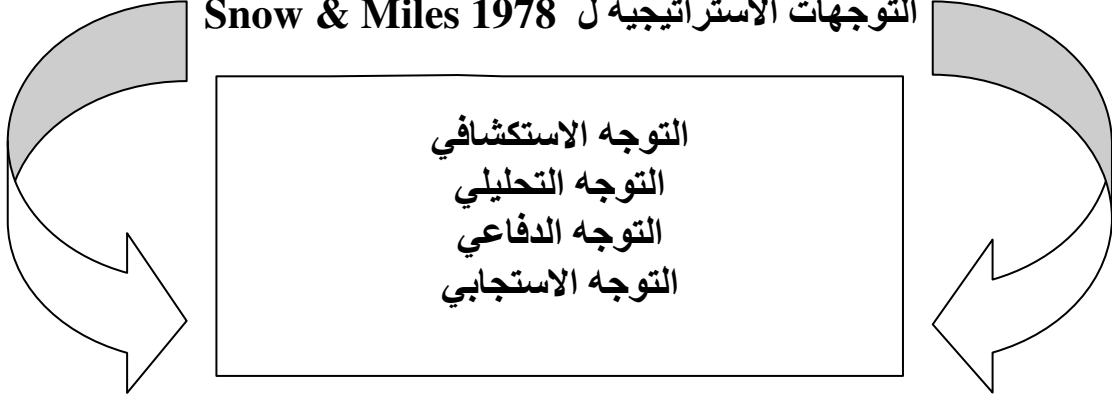 التوجهات الاستراتيجية ل Snow & Miles 1978
التوجه الاستكشافي
التوجه التحليلي
التوجه الدفاعي
التوجه الاستجابي